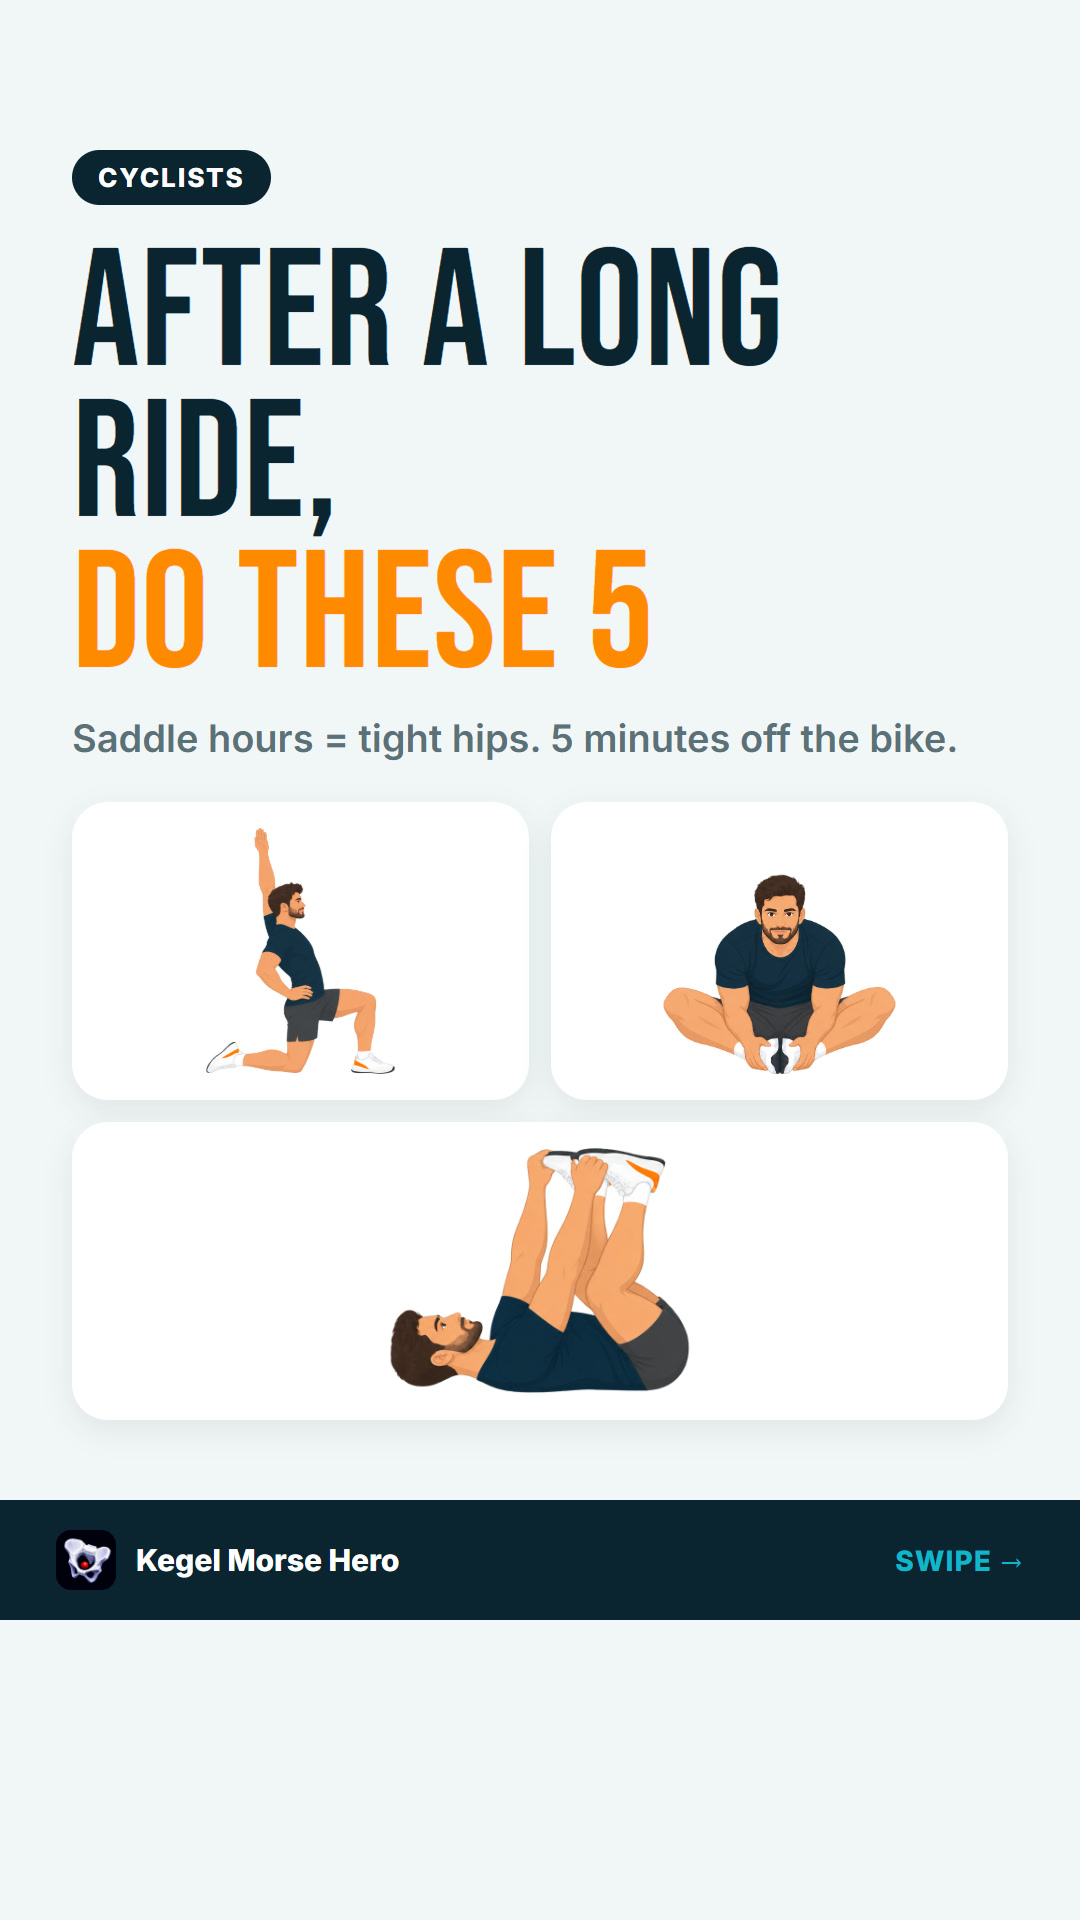 CYCLISTS
AFTER A LONG
RIDE,
DO THESE 5
Saddle hours = tight hips. 5 minutes off the bike.
Kegel Morse Hero
SWIPE →